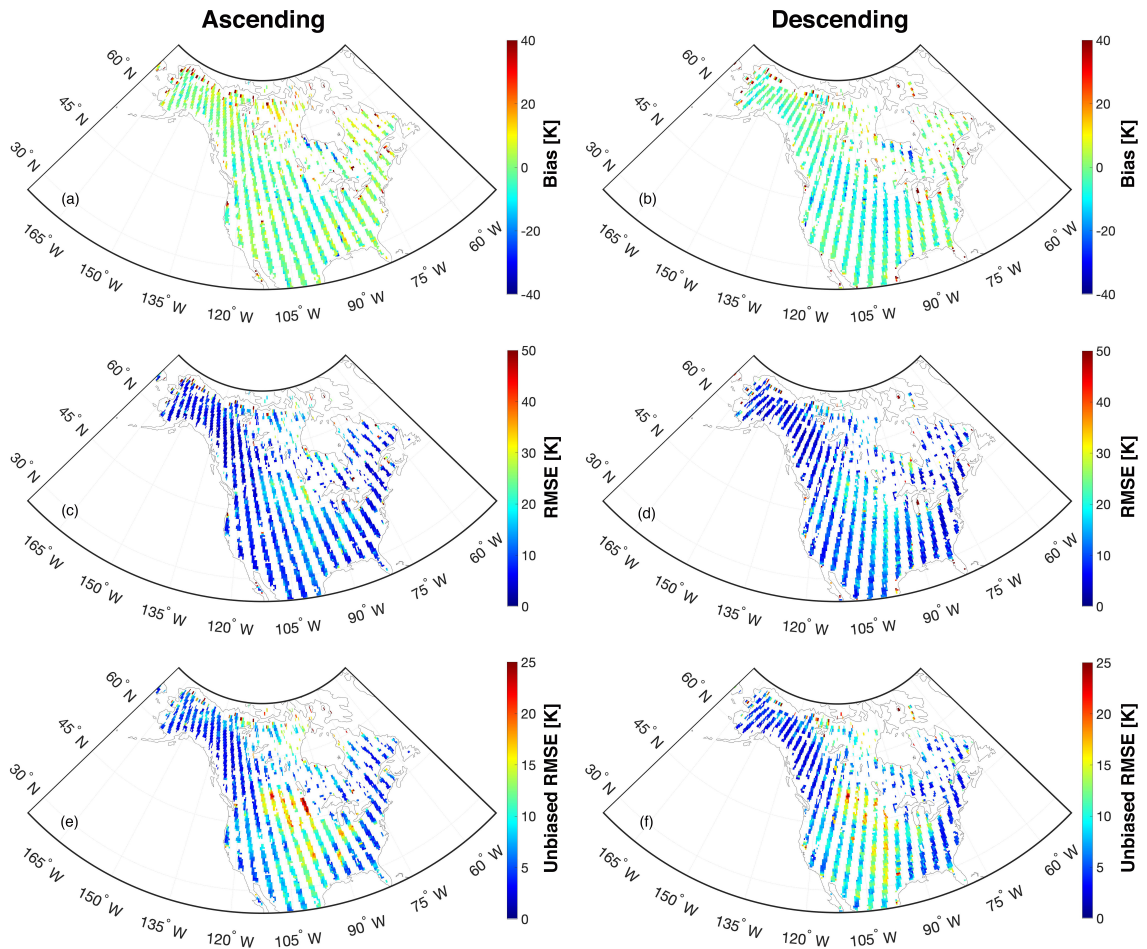 Ascending
Descending
60° N
45° N
30° N
165° W
150° W
135° W
120° W
105° W
90° W
75° W
60° W
(a)
40
20
0
-20
-40
Bias [K]
60° N
45° N
30° N
165° W
150° W
135° W
120° W
105° W
90° W
75° W
60° W
(b)
40
20
0
-20
-40
Bias [K]
60° N
45° N
30° N
165° W
150° W
135° W
120° W
105° W
90° W
75° W
60° W
(c)
50
40
30
20
10
0
RMSE [K]
60° N
45° N
30° N
165° W
150° W
135° W
120° W
105° W
90° W
75° W
60° W
(d)
50
40
30
20
10
0
RMSE [K]
60° N
45° N
30° N
165° W
150° W
135° W
120° W
105° W
90° W
75° W
60° W
(e)
25
20
15
10
5
0
Unbiased RMSE [K]
60° N
45° N
30° N
165° W
150° W
135° W
120° W
105° W
90° W
75° W
60° W
(f)
25
20
15
10
5
0
Unbiased RMSE [K]